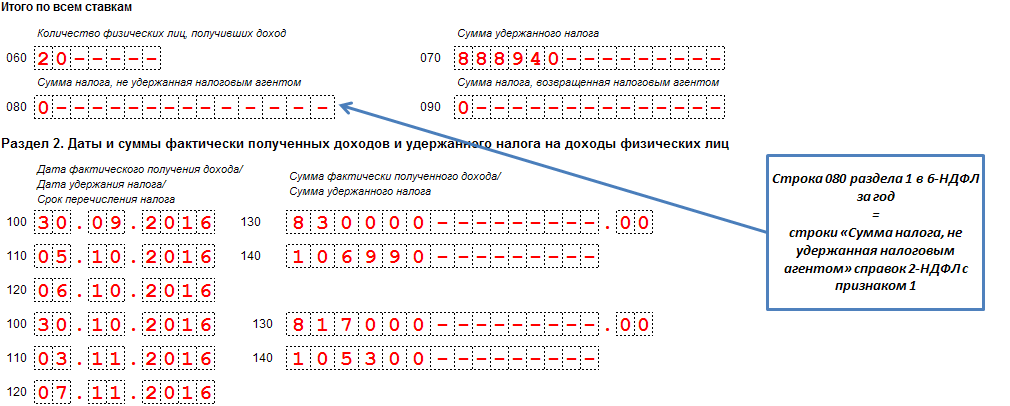 Итого по всем ставкам
Количество физических лиц, получивших доход
Сумма удержанного налога
060 20-----
070 888940---------
Сумма налога, не удержанная налоговым агентом
Сумма налога, возвращенная налоговым агентом
080 0--------------
090 0--------------
Раздел 2. Даты и суммы фактически полученных доходов и удержанного налога на доходы физических лиц
Дата фактического получения дохода/
Дата удержания налога/
Срок перечисления налога
Сумма фактически полученного дохода/
Сумма удержанного налога
100 30.09.2016 130 830000---------.00
110 05.10.2016 140 106990---------
120 06.10.2016
100 30.10.2016 130 817000---------.00
110 03.11.2016 140 105300---------
120 07.11.2016
Строка 080 раздела 1 в 6-НДФЛ
за год
=
строки «Сумма налога, не
удержанная налоговым
агентом» справок 2-НДФЛ с
признаком 1